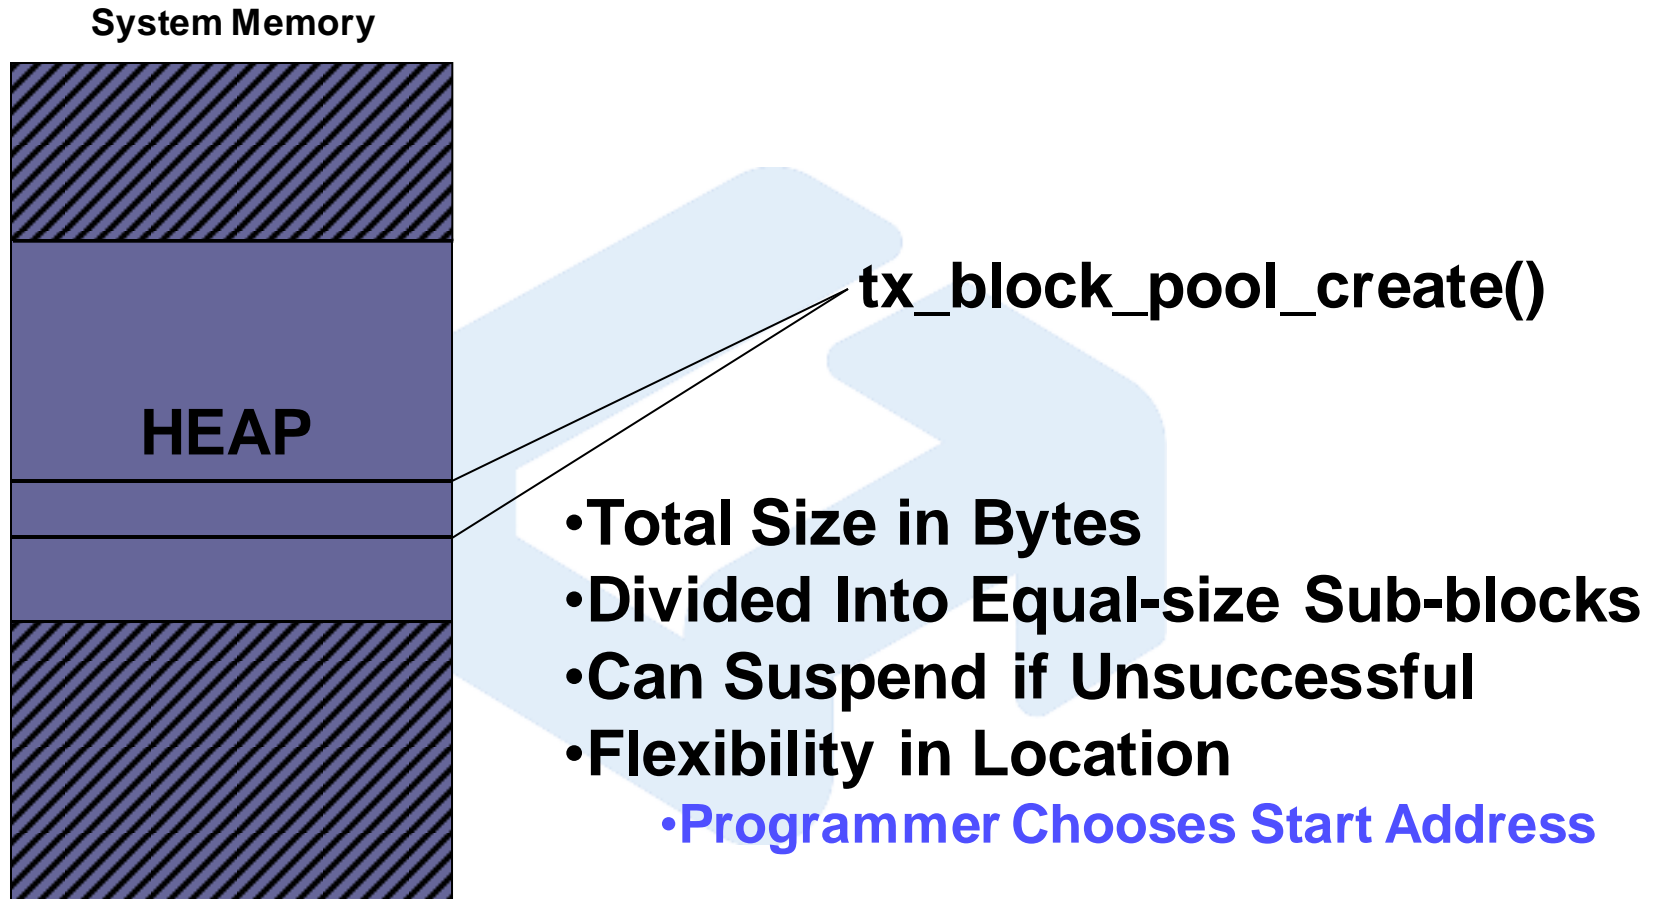 System Memory
tx_block_pool_create()
HEAP
•Total Size in Bytes
•Divided Into Equal-size Sub-blocks
•Can Suspend if Unsuccessful
•Flexibility in Location
•Programmer Chooses Start Address